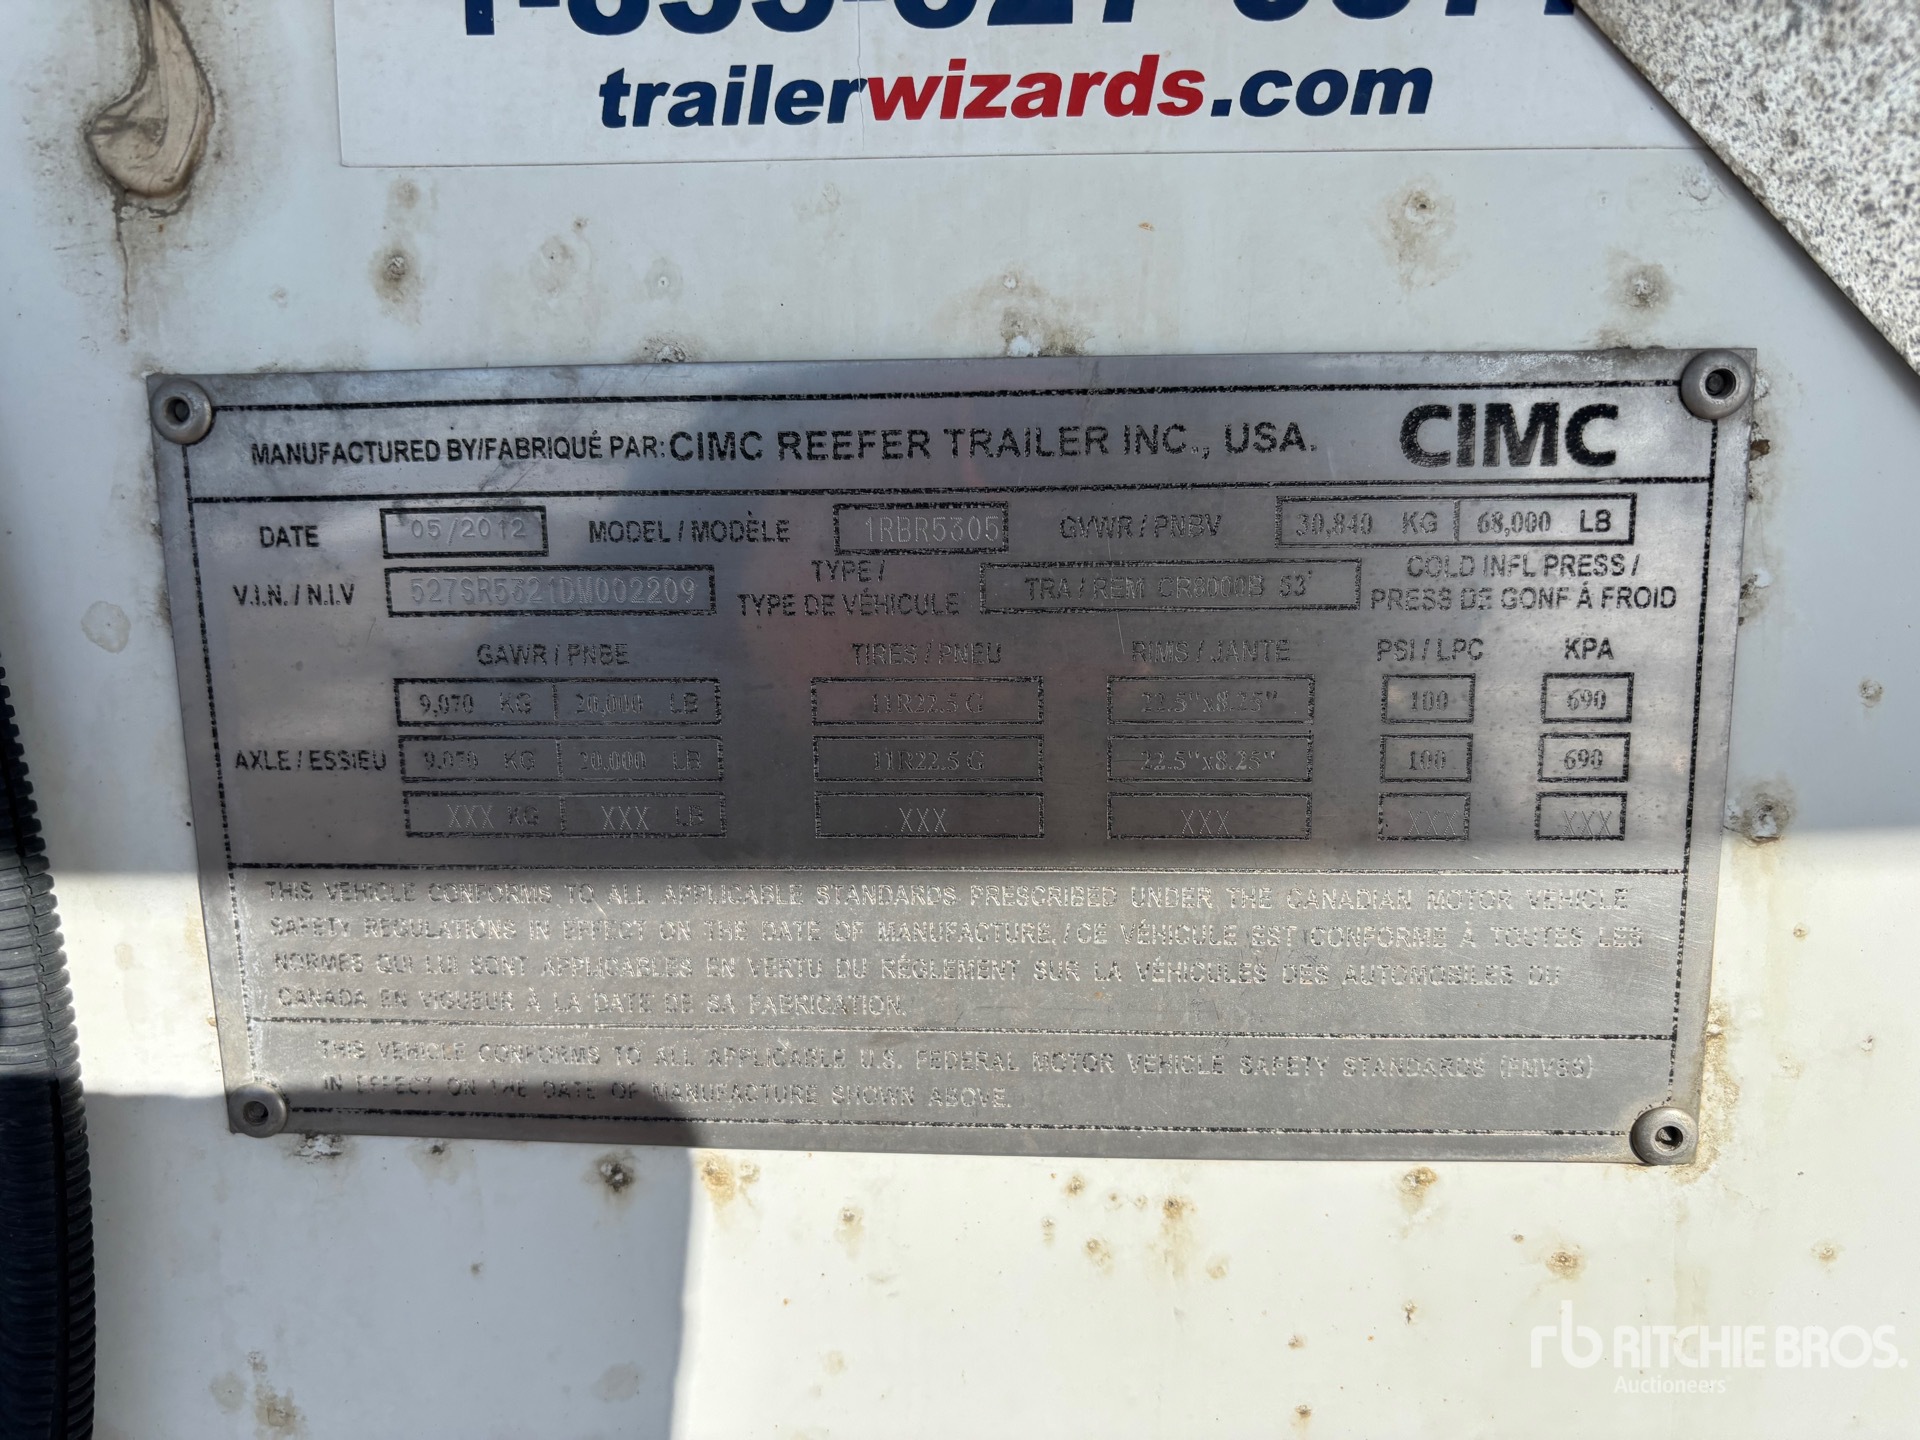 trailerwizards.com
MANUFACTURED BY/FABRIQUÉ PAR: CIMC REEFER TRAILER INC., USA. CIMC
DATE 05/2012 MODEL / MODÈLE 1RBR5305 GVWR / PNBV 30,840 KG 68,000 LB
V.I.N. / N.I.V 527SR5321DM002209 TYPE / TYPE DE VÉHICULE TRA / REM CR8000B 53' COLD INFL PRESS / PRESS DE GONF À FROID
GAWR / PNBE TIRES / PNEU RIMS / JANTE PSI / LPC KPA
9,070 KG 20,000 LB 11R22.5 G 22.5"x8.25" 100 690
AXLE / ESSIEU 9,070 KG 20,000 LB 11R22.5 G 22.5"x8.25" 100 690
XXX KG XXX LB XXX XXX XXX XXX
THIS VEHICLE CONFORMS TO ALL APPLICABLE STANDARDS PRESCRIBED UNDER THE CANADIAN MOTOR VEHICLE
SAFETY REGULATIONS IN EFFECT ON THE DATE OF MANUFACTURE. / CE VÉHICULE EST CONFORME À TOUTES LES
NORMES QUI LUI SONT APPLICABLES EN VERTU DU RÉGLEMENT SUR LA VÉHICULES DES AUTOMOBILES DU
CANADA EN VIGUEUR À LA DATE DE SA FABRICATION.
THIS VEHICLE CONFORMS TO ALL APPLICABLE U.S. FEDERAL MOTOR VEHICLE SAFETY STANDARDS (FMVSS)
IN EFFECT ON THE DATE OF MANUFACTURE SHOWN ABOVE.
rb RITCHIE BROS.
Auctioneers